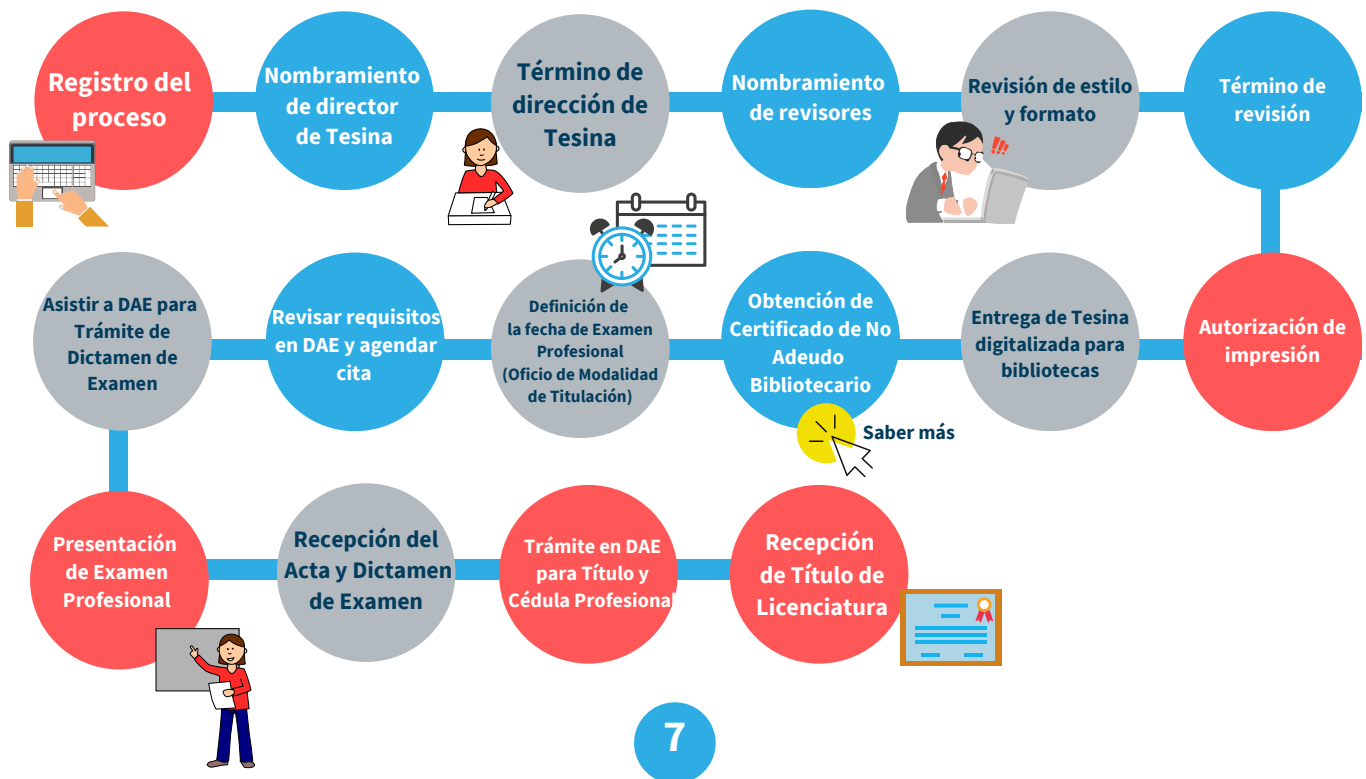 Registro del
proceso
Nombramiento
de director
de Tesina
Término de
dirección de
Tesina
Nombramiento
de revisores
Revisión de estilo
y formato
Término de
revisión
Asistir a DAE para
Trámite de
Dictamen de
Examen
Revisar requisitos
en DAE y agendar
cita
Definición de
la fecha de Examen
Profesional
(Oficio de Modalidad
de Titulación)
Obtención de
Certificado de No
Adeudo
Bibliotecario
Entrega de Tesina
digitalizada para
bibliotecas
Autorización de
impresión
Saber más
Presentación
de Examen
Profesional
Recepción del
Acta y Dictamen
de Examen
Trámite en DAE
para Título y
Cédula Profesional
Recepción
de Título de
Licenciatura
7